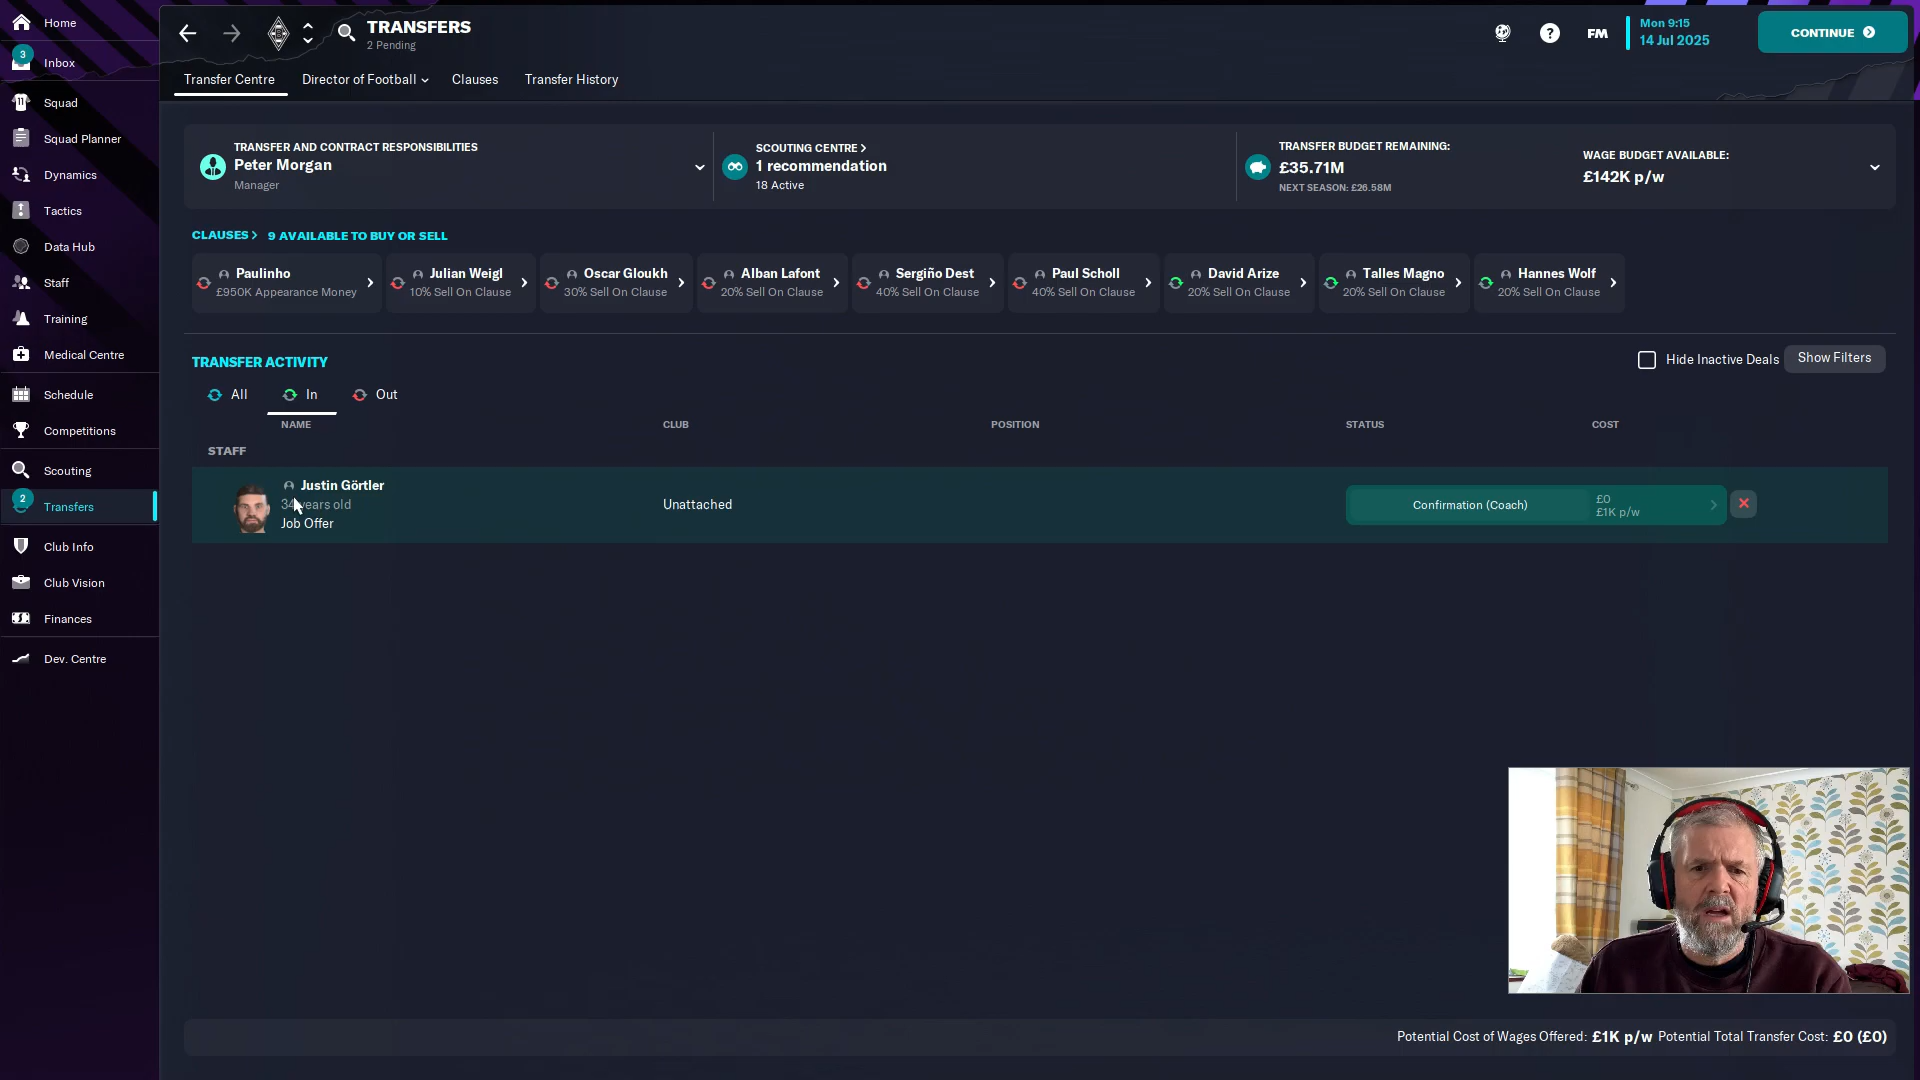 Home
3
Inbox
Squad
Squad Planner
Dynamics
Tactics
Data Hub
Staff
Training
Medical Centre
Schedule
Competitions
Scouting
2
Transfers
Club Info
Club Vision
Finances
Dev. Centre
TRANSFERS
2 Pending
?
FM
Mon 9:15
14 Jul 2025
CONTINUE
Transfer Centre
Director of Football
Clauses
Transfer History
TRANSFER AND CONTRACT RESPONSIBILITIES
Peter Morgan
Manager
SCOUTING CENTRE >
1 recommendation
18 Active
TRANSFER BUDGET REMAINING:
£35.71M
NEXT SEASON: £26.58M
WAGE BUDGET AVAILABLE:
£142K p/w
CLAUSES > 9 AVAILABLE TO BUY OR SELL
Paulinho
£950K Appearance Money
Julian Weigl
10% Sell On Clause
Oscar Gloukh
30% Sell On Clause
Alban Lafont
20% Sell On Clause
Sergiño Dest
40% Sell On Clause
Paul Scholl
40% Sell On Clause
David Arize
20% Sell On Clause
Talles Magno
20% Sell On Clause
Hannes Wolf
20% Sell On Clause
TRANSFER ACTIVITY
Hide Inactive Deals
Show Filters
All
In
Out
NAME
CLUB
POSITION
STATUS
COST
STAFF
Justin Görtler
34 years old
Job Offer
Unattached
Confirmation (Coach)
£0
£1K p/w
Potential Cost of Wages Offered: £1K p/w Potential Total Transfer Cost: £0 (£0)